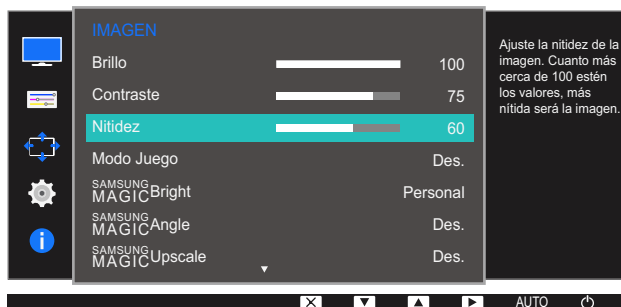 IMAGEN
Brillo 100
Contraste 75
Nitidez 60
Modo Juego Des.
SAMSUNG MAGIC Bright Personal
SAMSUNG MAGIC Angle Des.
SAMSUNG MAGIC Upscale Des.
Ajuste la nitidez de la
imagen. Cuanto más
cerca de 100 estén
los valores, más
nítida será la imagen.
AUTO